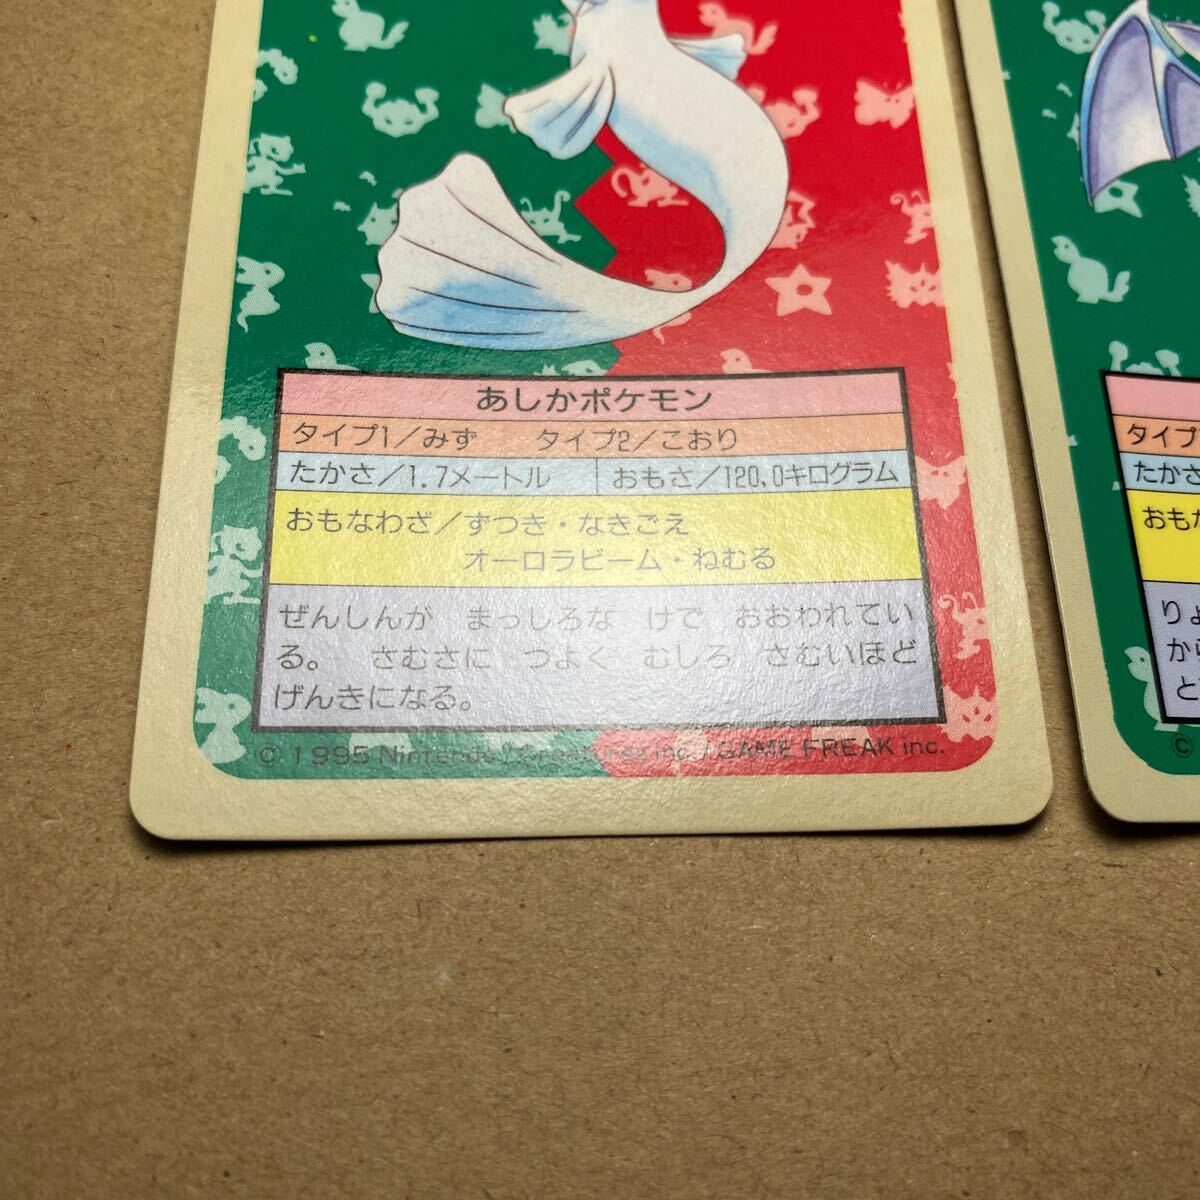 あしかポケモン
タイプ1/みず　タイプ2/こおり
たかさ/1.7メートル　おもさ/120.0キログラム
おもなわざ/ずつき・なきごえ
オーロラビーム・ねむる
ぜんしんが　まっしろな　けで　おおわれてい
る。　さむさに　つよく　むしろ　さむいほど
げんきになる。
© 1995 Nintendo / Creatures inc. / GAME FREAK inc.
タイプ
たかさ
おもな
りょ
から
と
©